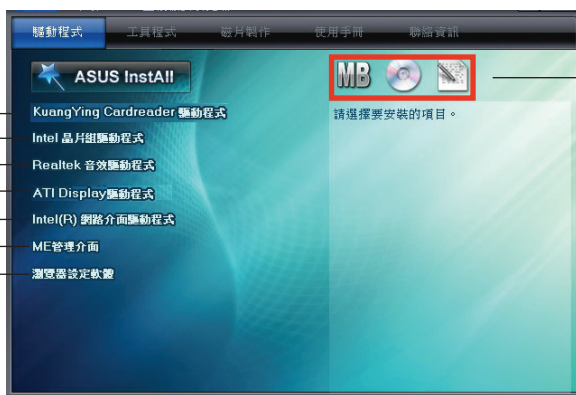 驅動程式 工具程式 磁片製作 使用手冊 聯絡資訊
ASUS InstAll
MB
KuangYing Cardreader 驅動程式
請選擇要安裝的項目。
Intel 晶片組驅動程式
Realtek 音效驅動程式
ATI Display驅動程式
Intel(R) 網路介面驅動程式
ME管理介面
瀏覽器設定軟體